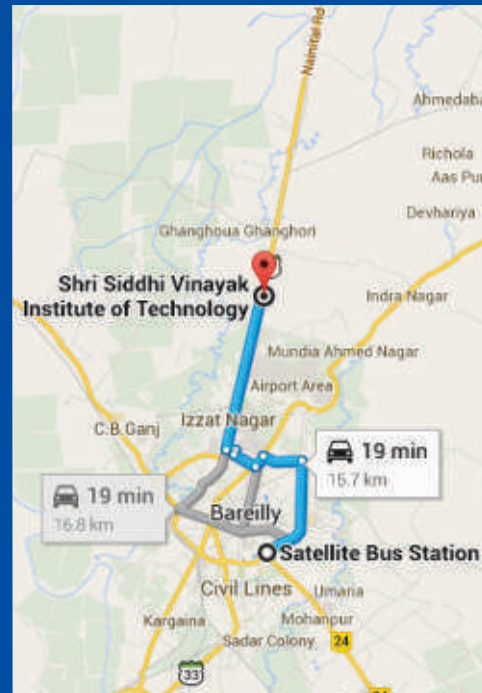 Nainital Rd
Ahmedaba
Richola
Aas Pur
Devhariya
Ghanghoua Ghanghori
Shri Siddhi Vinayak
Institute of Technology
Indra Nagar
Mundia Ahmed Nagar
Airport Area
Izzat Nagar
C.B.Ganj
19 min
15.7 km
19 min
16.8 km
Bareilly
Satellite Bus Station
Civil Lines
Umaria
Kargaina
Mohanpur
Sadar Colony
24
33